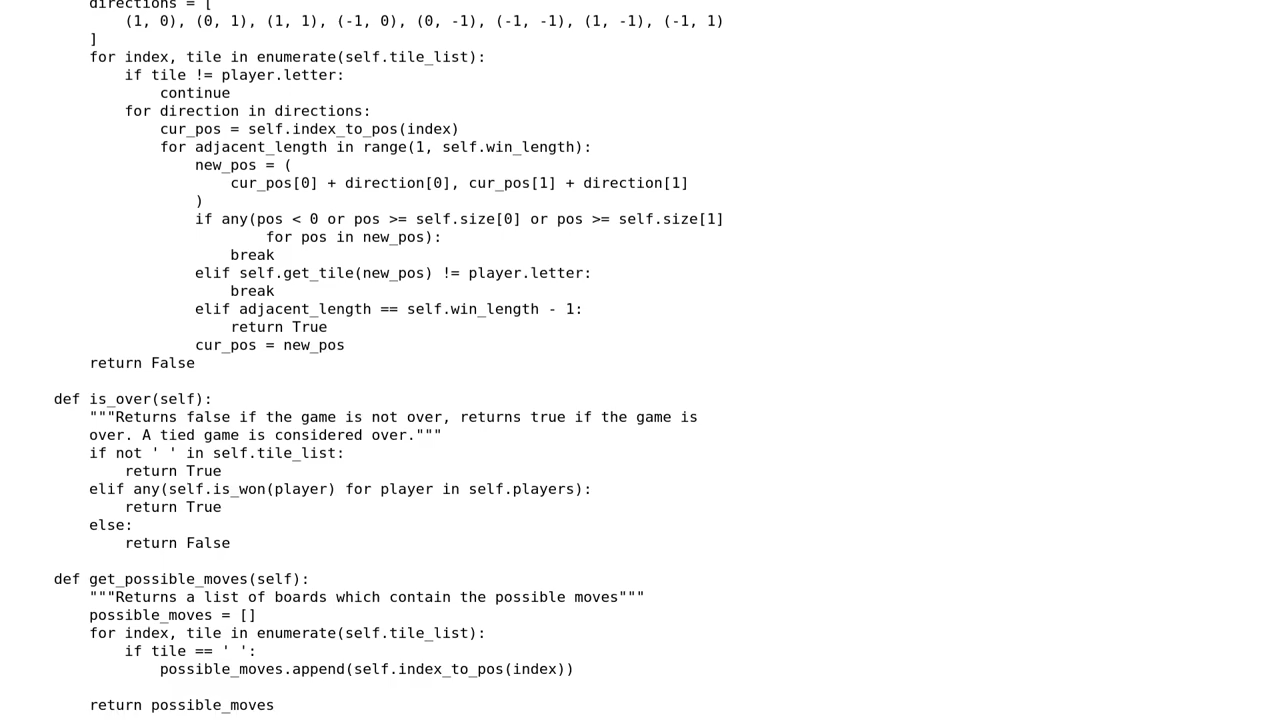 directions = [
(1, 0), (0, 1), (1, 1), (-1, 0), (0, -1), (-1, -1), (1, -1), (-1, 1)
]
for index, tile in enumerate(self.tile_list):
if tile != player.letter:
continue
for direction in directions:
cur_pos = self.index_to_pos(index)
for adjacent_length in range(1, self.win_length):
new_pos = (
cur_pos[0] + direction[0], cur_pos[1] + direction[1]
)
if any(pos < 0 or pos >= self.size[0] or pos >= self.size[1]
for pos in new_pos):
break
elif self.get_tile(new_pos) != player.letter:
break
elif adjacent_length == self.win_length - 1:
return True
cur_pos = new_pos
return False
def is_over(self):
"""Returns false if the game is not over, returns true if the game is
over. A tied game is considered over."""
if not ' ' in self.tile_list:
return True
elif any(self.is_won(player) for player in self.players):
return True
else:
return False
def get_possible_moves(self):
"""Returns a list of boards which contain the possible moves"""
possible_moves = []
for index, tile in enumerate(self.tile_list):
if tile == ' ':
possible_moves.append(self.index_to_pos(index))
return possible_moves